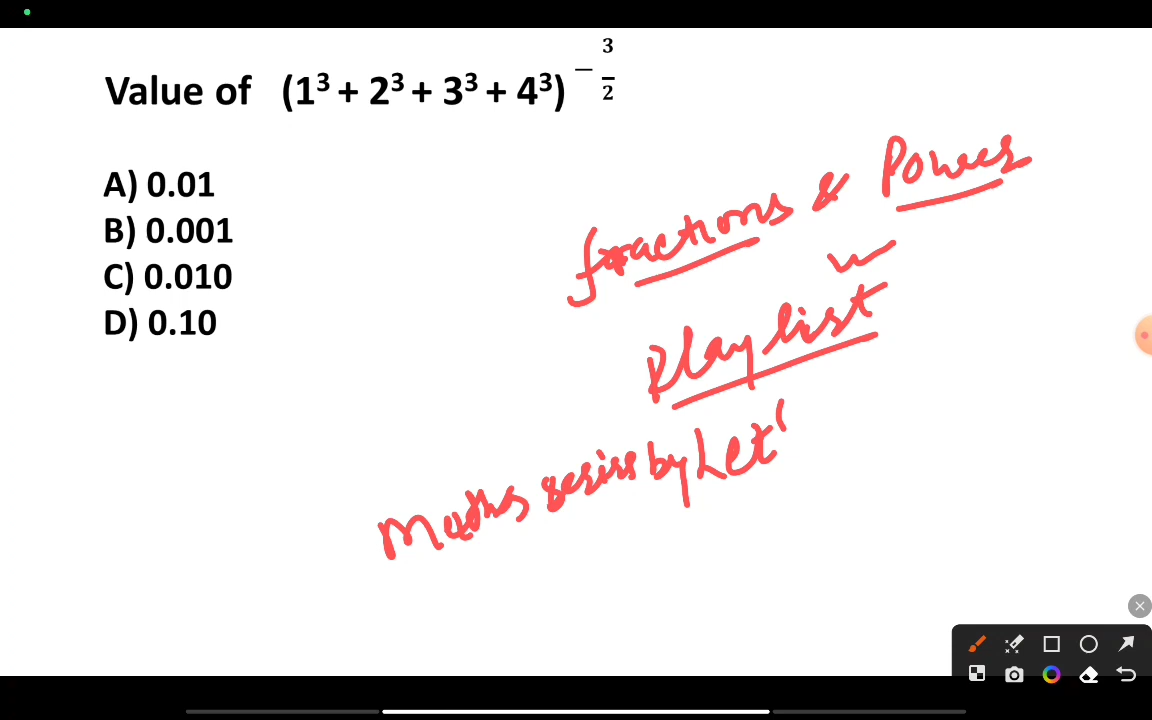 Value of (1³ + 2³ + 3³ + 4³)^(−3/2)
A) 0.01
B) 0.001
C) 0.010
D) 0.10
fractions & Powers
Playlist
Maths series by Let'